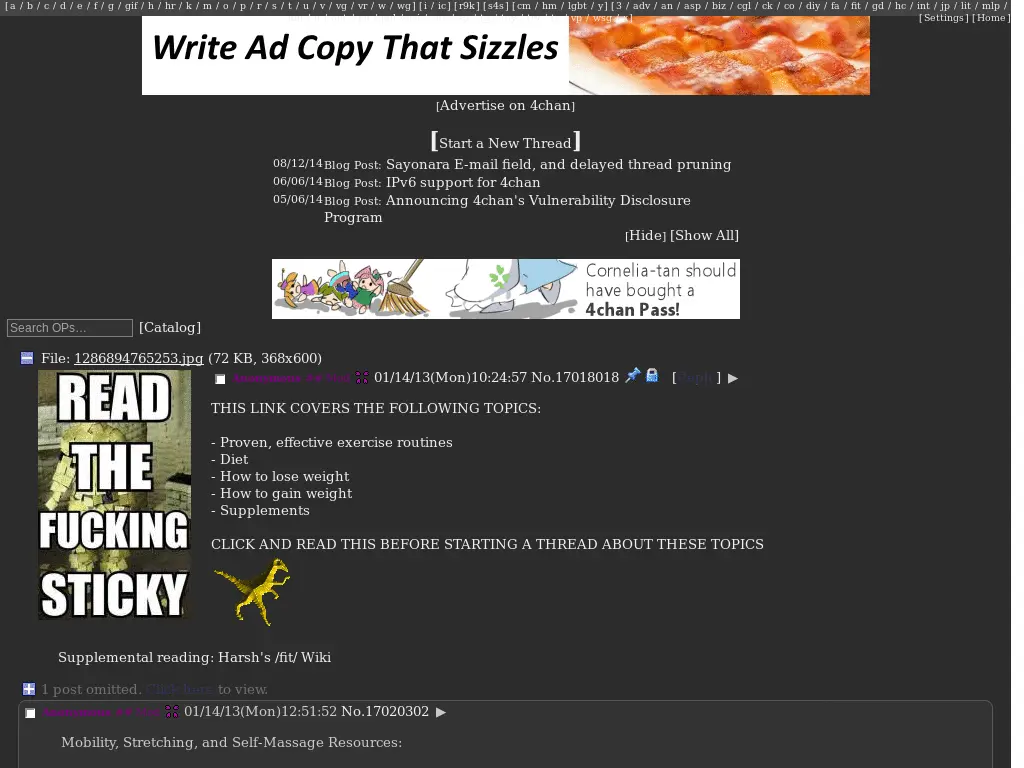 [a / b / c / d / e / f / g / gif / h / hr / k / m / o / p / r / s / t / u / v / vg / vr / w / wg] [i / ic] [r9k] [s4s] [cm / hm / lgbt / y] [3 / adv / an / asp / biz / cgl / ck / co / diy / fa / fit / gd / hc / int / jp / lit / mlp /
vp / wsg / x] [Settings] [Home]
Write Ad Copy That Sizzles
[Advertise on 4chan]
[Start a New Thread]
08/12/14 Blog Post: Sayonara E-mail field, and delayed thread pruning
06/06/14 Blog Post: IPv6 support for 4chan
05/06/14 Blog Post: Announcing 4chan's Vulnerability Disclosure
Program
[Hide] [Show All]
Cornelia-tan should
have bought a
4chan Pass!
Search OPs... [Catalog]
File: 1286894765253.jpg (72 KB, 368x600)
READ
THE
FUCKING
STICKY
01/14/13(Mon)10:24:57 No.17018018 [Reply] ▶
THIS LINK COVERS THE FOLLOWING TOPICS:
- Proven, effective exercise routines
- Diet
- How to lose weight
- How to gain weight
- Supplements
CLICK AND READ THIS BEFORE STARTING A THREAD ABOUT THESE TOPICS
Supplemental reading: Harsh's /fit/ Wiki
1 post omitted. Click here to view.
01/14/13(Mon)12:51:52 No.17020302 ▶
Mobility, Stretching, and Self-Massage Resources: